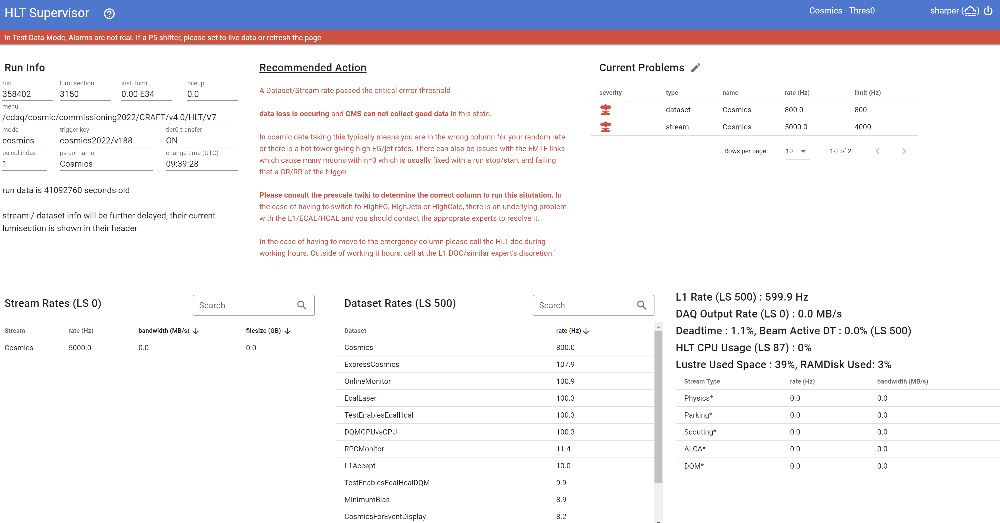 HLT Supervisor
Cosmics - Thres0
sharper ( )
In Test Data Mode, Alarms are not real. If a P5 shifter, please set to live data or refresh the page
Run Info
run lumi section inst. lumi pileup
358402 3150 0.00 E34 0.0
menu
/cdaq/cosmic/commissioning2022/CRAFT/v4.0/HLT/V7
mode trigger key tier0 transfer
cosmics cosmics2022/v188 ON
ps col index ps col name change time (UTC)
1 Cosmics 09:39:28
run data is 41092760 seconds old
stream / dataset info will be further delayed, their current
lumisection is shown in their header
Recommended Action
A Dataset/Stream rate passed the critical errror threshold
data loss is occuring and CMS can not collect good data in this state.
In cosmic data taking this typically means you are in the wrong column for your random rate
or there is a hot tower giving high EG/jet rates. There can also be issues with the EMTF links
which cause many muons with η=0 which is usually fixed with a run stop/start and failing
that a GR/RR of the trigger
Please consult the prescale twiki to determine the correct column to run this situtation. In
the case of having to switch to HighEG, HighJets or HighCalo, there is an underlying problem
with the L1/ECAL/HCAL and you should contact the approprate experts to resolve it.
In the case of having to move to the emergency column please call the HLT doc during
working hours. Outside of working it hours, call at the L1 DOC/similar expert's discretion.'
Current Problems
severity type name rate (Hz) limit (Hz)
dataset Cosmics 800.0 800
stream Cosmics 5000.0 4000
Rows per page: 10 1-2 of 2
Stream Rates (LS 0)
Search
Stream rate (Hz) bandwidth (MB/s) filesize (GB)
Cosmics 5000.0 0.0 0.0
Dataset Rates (LS 500)
Search
Dataset rate (Hz)
Cosmics 800.0
ExpressCosmics 107.9
OnlineMonitor 100.9
EcalLaser 100.3
TestEnablesEcalHcal 100.3
DQMGPUvsCPU 100.3
RPCMonitor 11.4
L1Accept 10.0
TestEnablesEcalHcalDQM 9.9
MinimumBias 8.9
CosmicsForEventDisplay 8.2
L1 Rate (LS 500) : 599.9 Hz
DAQ Output Rate (LS 0) : 0.0 MB/s
Deadtime : 1.1%, Beam Active DT : 0.0% (LS 500)
HLT CPU Usage (LS 87) : 0%
Lustre Used Space : 39%, RAMDisk Used: 3%
Stream Type rate (Hz) bandwidth (MB/s)
Physics* 0.0 0.0
Parking* 0.0 0.0
Scouting* 0.0 0.0
ALCA* 0.0 0.0
DQM* 0.0 0.0